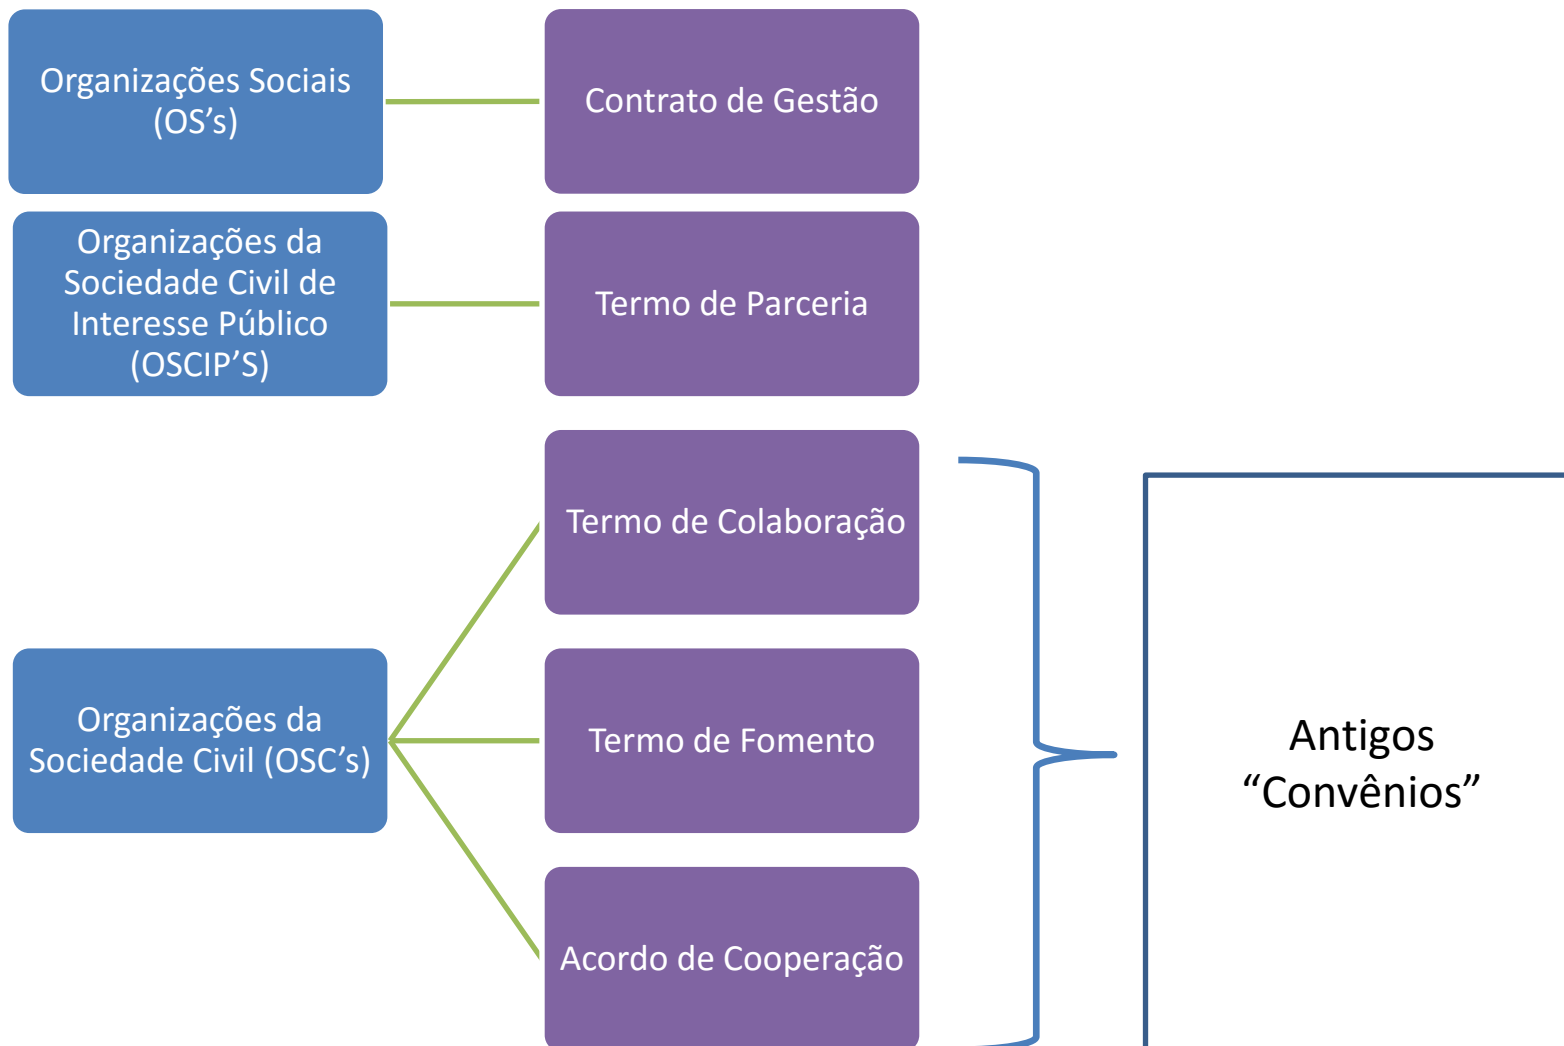 Organizações Sociais
(OS’s)
Contrato de Gestão
Organizações da
Sociedade Civil de
Interesse Público
(OSCIP’S)
Termo de Parceria
Termo de Colaboração
Organizações da
Sociedade Civil (OSC’s)
Termo de Fomento
Acordo de Cooperação
Antigos
“Convênios”